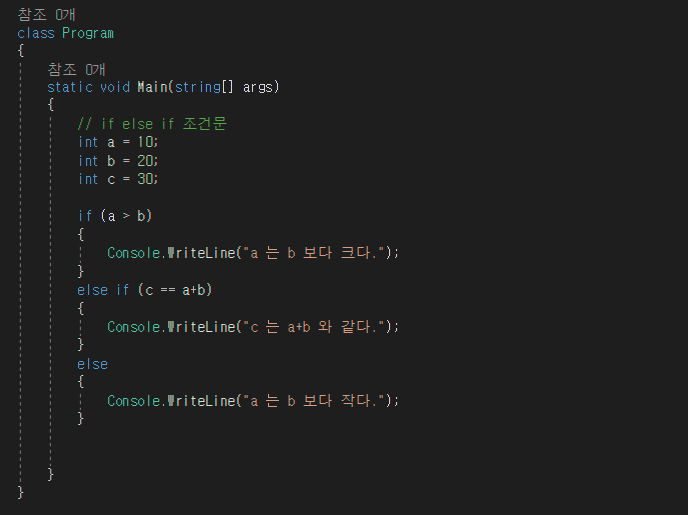 참조 0개
class Program
{
참조 0개
static void Main(string[] args)
{
// if else if 조건문
int a = 10;
int b = 20;
int c = 30;
if (a > b)
{
Console.WriteLine("a 는 b 보다 크다.");
}
else if (c == a+b)
{
Console.WriteLine("c 는 a+b 와 같다.");
}
else
{
Console.WriteLine("a 는 b 보다 작다.");
}
}
}